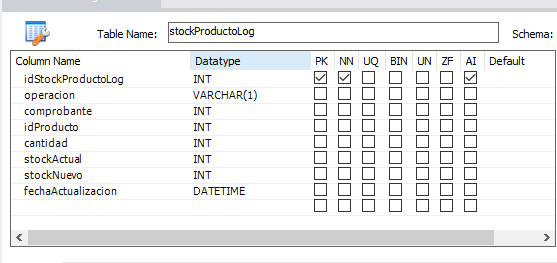 Table Name: stockProductoLog Schema:
Column Name Datatype PK NN UQ BIN UN ZF AI Default
idStockProductoLog INT
operacion VARCHAR(1)
comprobante INT
idProducto INT
cantidad INT
stockActual INT
stockNuevo INT
fechaActualizacion DATETIME